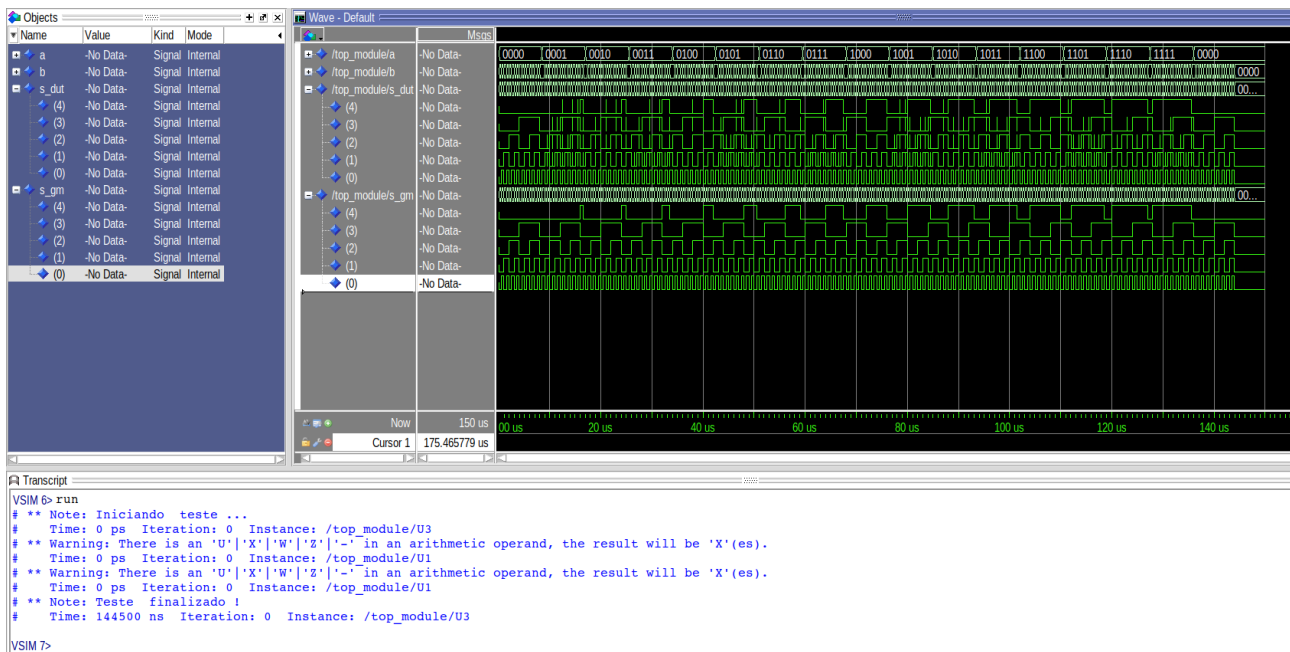 Objects
Name Value Kind Mode
a -No Data- Signal Internal
b -No Data- Signal Internal
s_dut -No Data- Signal Internal
(4) -No Data- Signal Internal
(3) -No Data- Signal Internal
(2) -No Data- Signal Internal
(1) -No Data- Signal Internal
(0) -No Data- Signal Internal
s_gm -No Data- Signal Internal
(4) -No Data- Signal Internal
(3) -No Data- Signal Internal
(2) -No Data- Signal Internal
(1) -No Data- Signal Internal
(0) -No Data- Signal Internal
Wave - Default
Msgs
/top_module/a -No Data- 0000 0001 0010 0011 0100 0101 0110 0111 1000 1001 1010 1011 1100 1101 1110 1111 0000
/top_module/b -No Data- 0000
/top_module/s_dut -No Data- 00...
(4) -No Data-
(3) -No Data-
(2) -No Data-
(1) -No Data-
(0) -No Data-
/top_module/s_gm -No Data- 00...
(4) -No Data-
(3) -No Data-
(2) -No Data-
(1) -No Data-
(0) -No Data-
Now 150 us 00 us 20 us 40 us 60 us 80 us 100 us 120 us 140 us
Cursor 1 175.465779 us
Transcript
VSIM 6> run
# ** Note: Iniciando teste ...
# Time: 0 ps Iteration: 0 Instance: /top_module/U3
# ** Warning: There is an 'U'|'X'|'W'|'Z'|'-' in an arithmetic operand, the result will be 'X'(es).
# Time: 0 ps Iteration: 0 Instance: /top_module/U1
# ** Warning: There is an 'U'|'X'|'W'|'Z'|'-' in an arithmetic operand, the result will be 'X'(es).
# Time: 0 ps Iteration: 0 Instance: /top_module/U1
# ** Note: Teste finalizado !
# Time: 144500 ns Iteration: 0 Instance: /top_module/U3
VSIM 7>